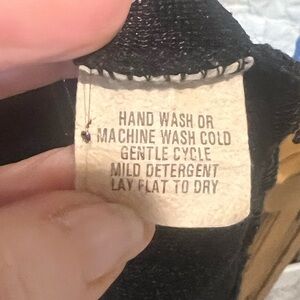 HAND WASH OR
MACHINE WASH COLD
GENTLE CYCLE
MILD DETERGENT
LAY FLAT TO DRY